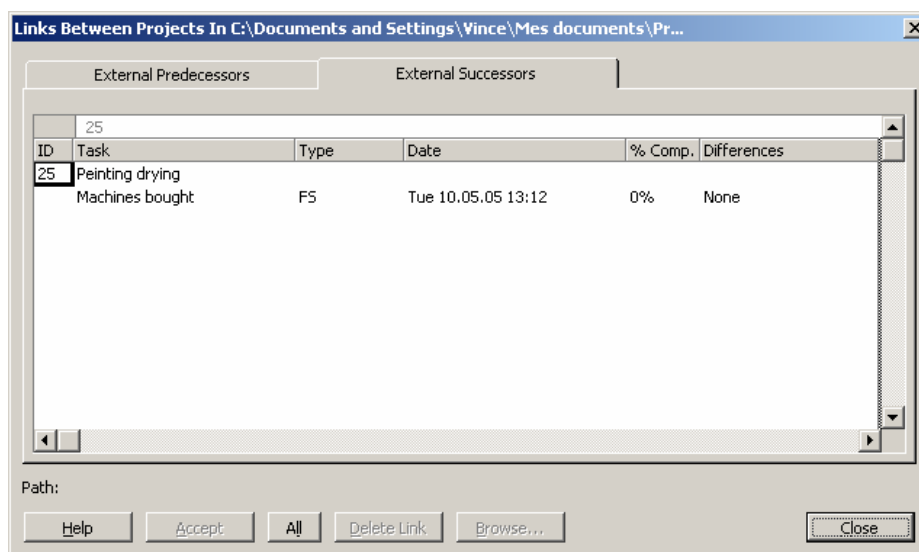 Links Between Projects In C:\Documents and Settings\Vince\Mes documents\Pr...
External Predecessors External Successors
25
ID Task Type Date % Comp. Differences
25 Peinting drying
Machines bought FS Tue 10.05.05 13:12 0% None
Path:
Help Accept All Delete Link Browse... Close